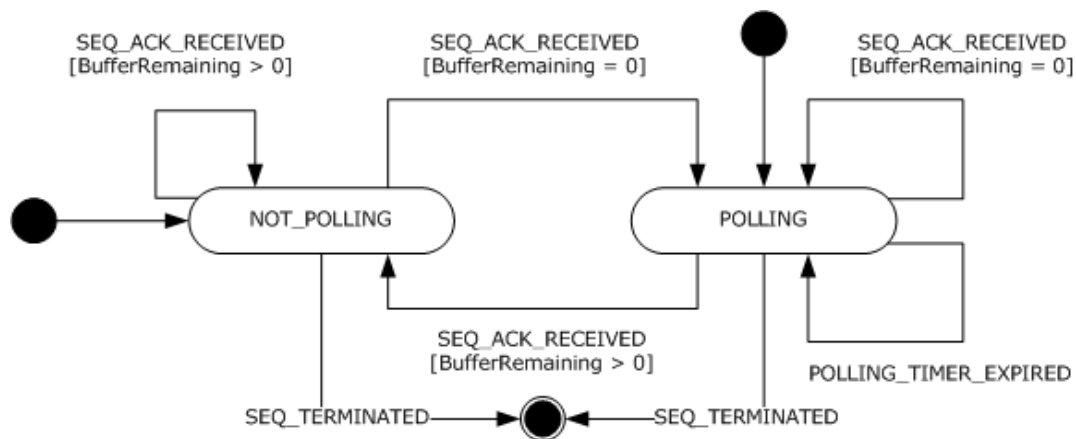 SEQ_ACK_RECEIVED
[BufferRemaining > 0]
SEQ_ACK_RECEIVED
[BufferRemaining = 0]
SEQ_ACK_RECEIVED
[BufferRemaining = 0]
NOT_POLLING
POLLING
SEQ_ACK_RECEIVED
[BufferRemaining > 0]
POLLING_TIMER_EXPIRED
SEQ_TERMINATED
SEQ_TERMINATED